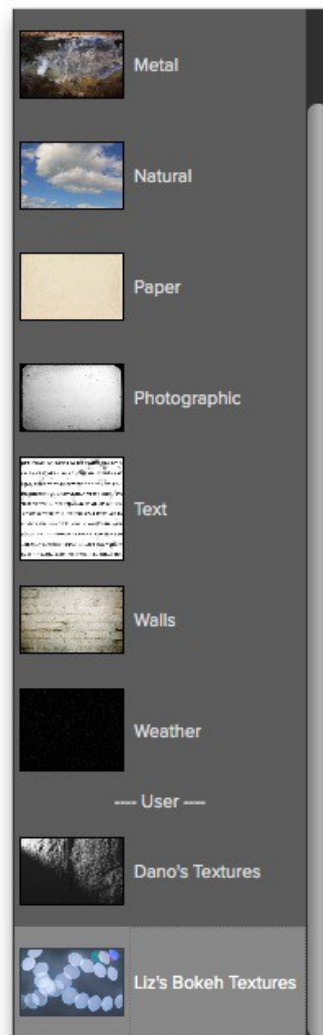 Metal
Natural
Paper
Photographic
Text
Walls
Weather
---- User ----
Dano's Textures
Liz's Bokeh Textures